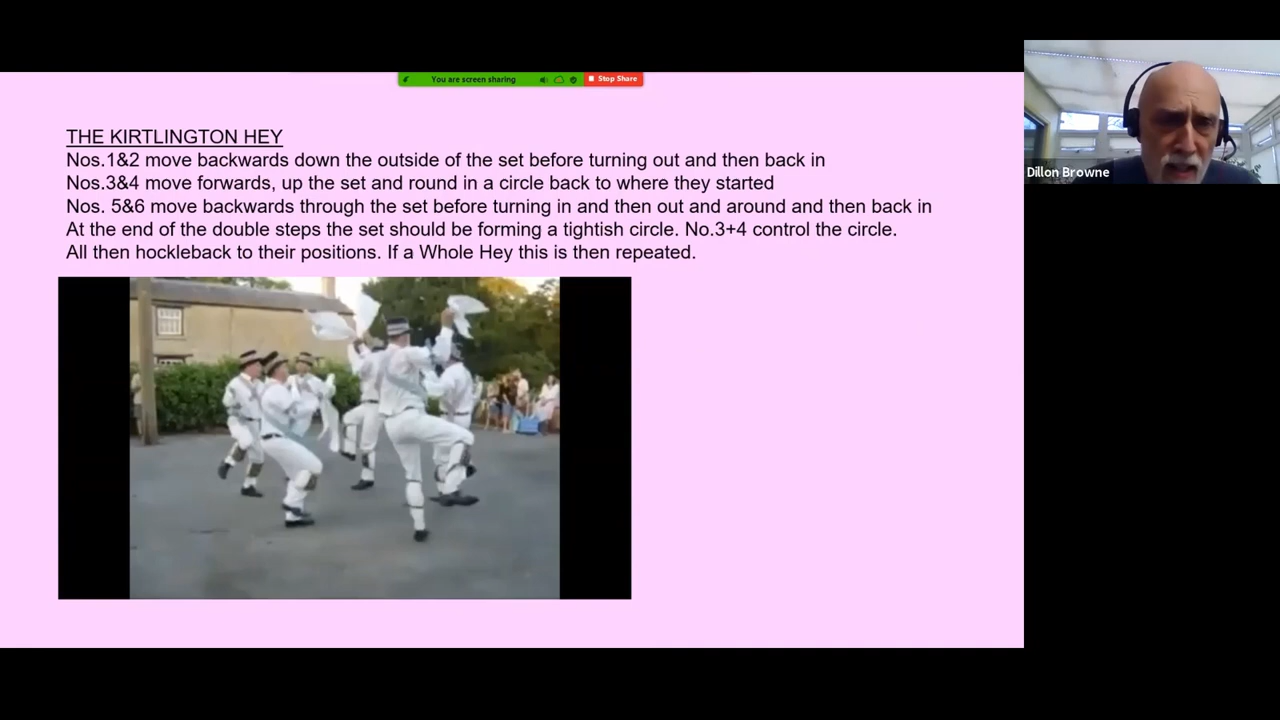 You are screen sharing
Stop Share
THE KIRTLINGTON HEY
Nos.1&2 move backwards down the outside of the set before turning out and then back in
Nos.3&4 move forwards, up the set and round in a circle back to where they started
Nos. 5&6 move backwards through the set before turning in and then out and around and then back in
At the end of the double steps the set should be forming a tightish circle. No.3+4 control the circle.
All then hockleback to their positions. If a Whole Hey this is then repeated.
Dillon Browne